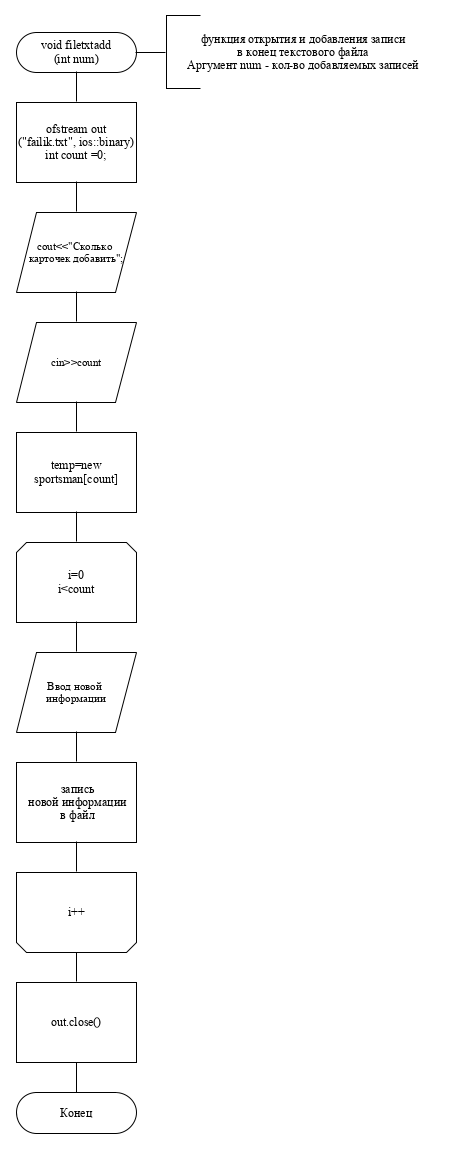 void filetxtadd
(int num)
функция открытия и добавления записи
в конец текстового файла
Аргумент num - кол-во добавляемых записей
ofstream out
("failik.txt", ios::binary)
int count =0;
cout<<"Сколько
карточек добавить";
cin>>count
temp=new
sportsman[count]
i=0
i<count
Ввод новой
информации
запись
новой информации
в файл
i++
out.close()
Конец